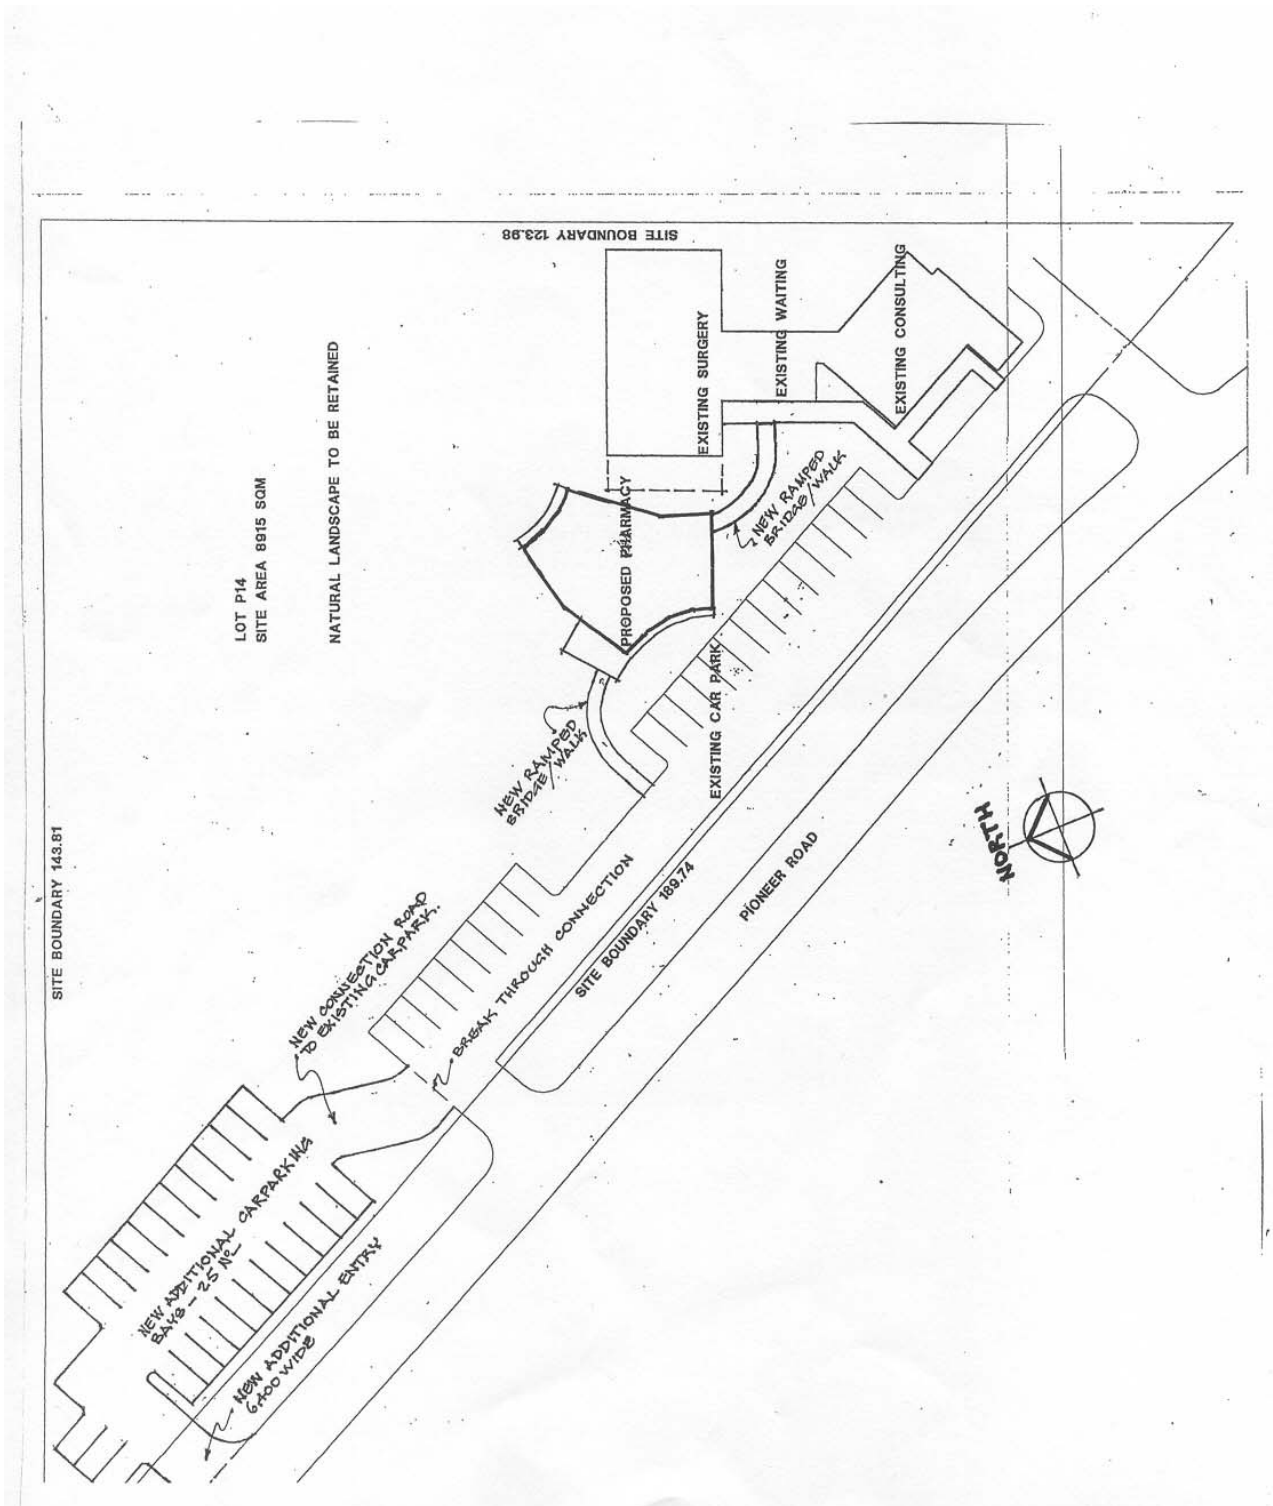 SITE BOUNDARY 123.98
SITE BOUNDARY 143.81
LOT P14
SITE AREA 8915 SQM
NATURAL LANDSCAPE TO BE RETAINED
EXISTING SURGERY
EXISTING WAITING
EXISTING CONSULTING
PROPOSED PHARMACY
NEW RAMPED
BRIDGE/WALK
NEW RAMPED
BRIDGE/WALK
EXISTING CAR PARK
NEW CONNECTION ROAD
TO EXISTING CARPARK.
BREAK THROUGH CONNECTION
SITE BOUNDARY 189.74
PIONEER ROAD
NORTH
NEW ADDITIONAL CARPARKING
BAYS - 25 No
NEW ADDITIONAL ENTRY
6,400 WIDE